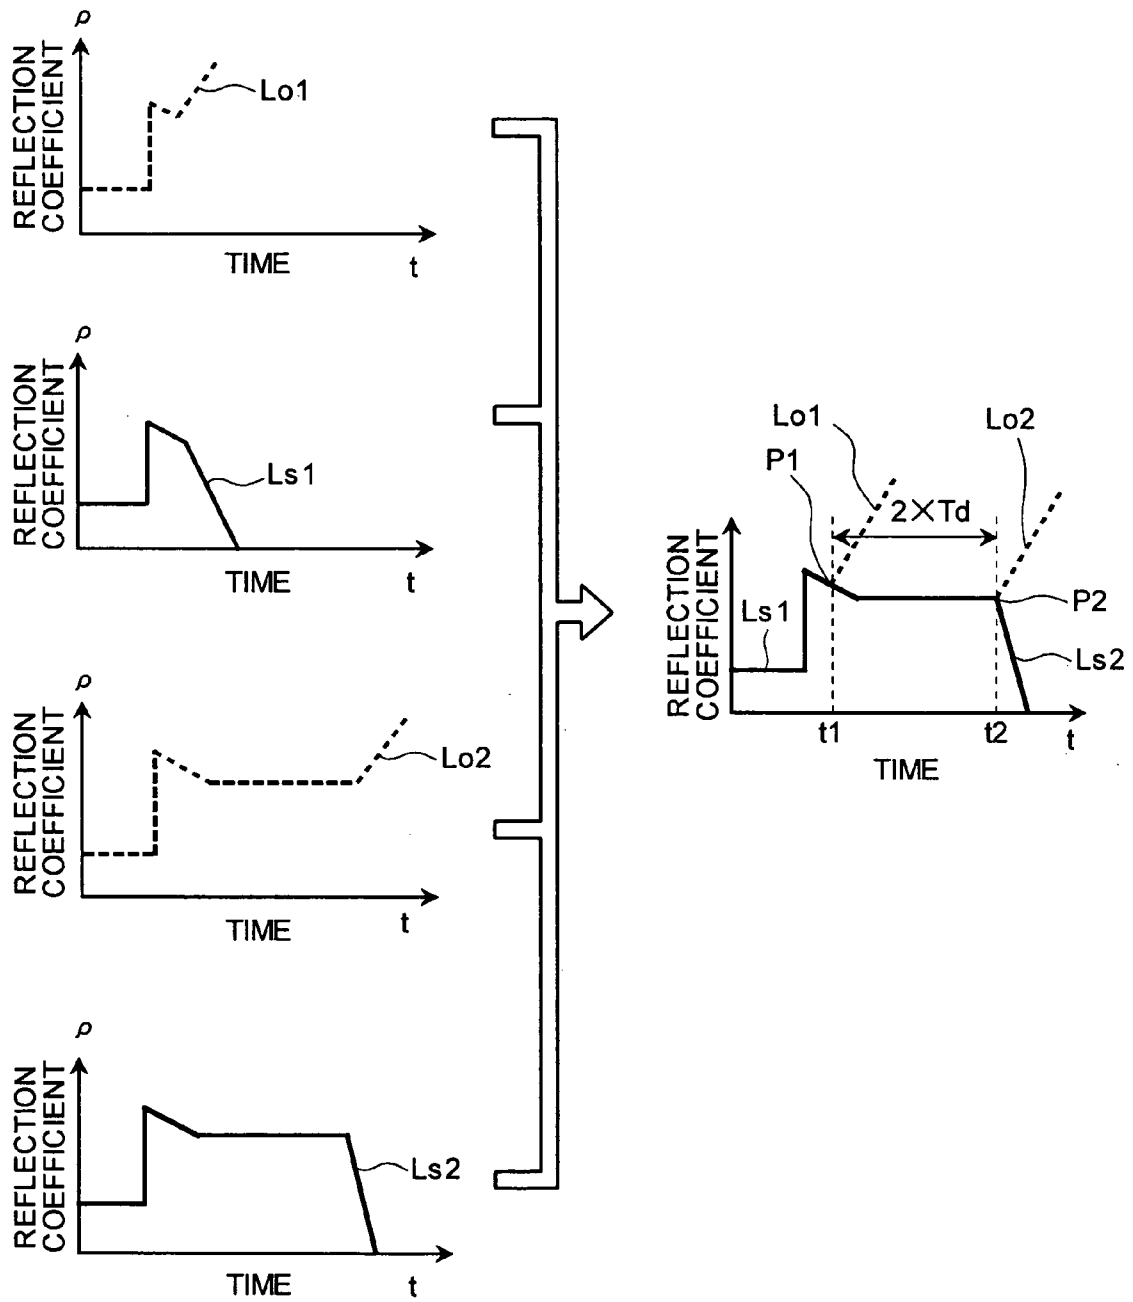 ρ
REFLECTION
COEFFICIENT
Lo1
TIME
t
ρ
REFLECTION
COEFFICIENT
Ls1
TIME
t
ρ
REFLECTION
COEFFICIENT
Lo2
TIME
t
ρ
REFLECTION
COEFFICIENT
Ls2
TIME
t
Lo1
Lo2
P1
2×Td
REFLECTION
COEFFICIENT
Ls1
P2
Ls2
t1
t2
t
TIME